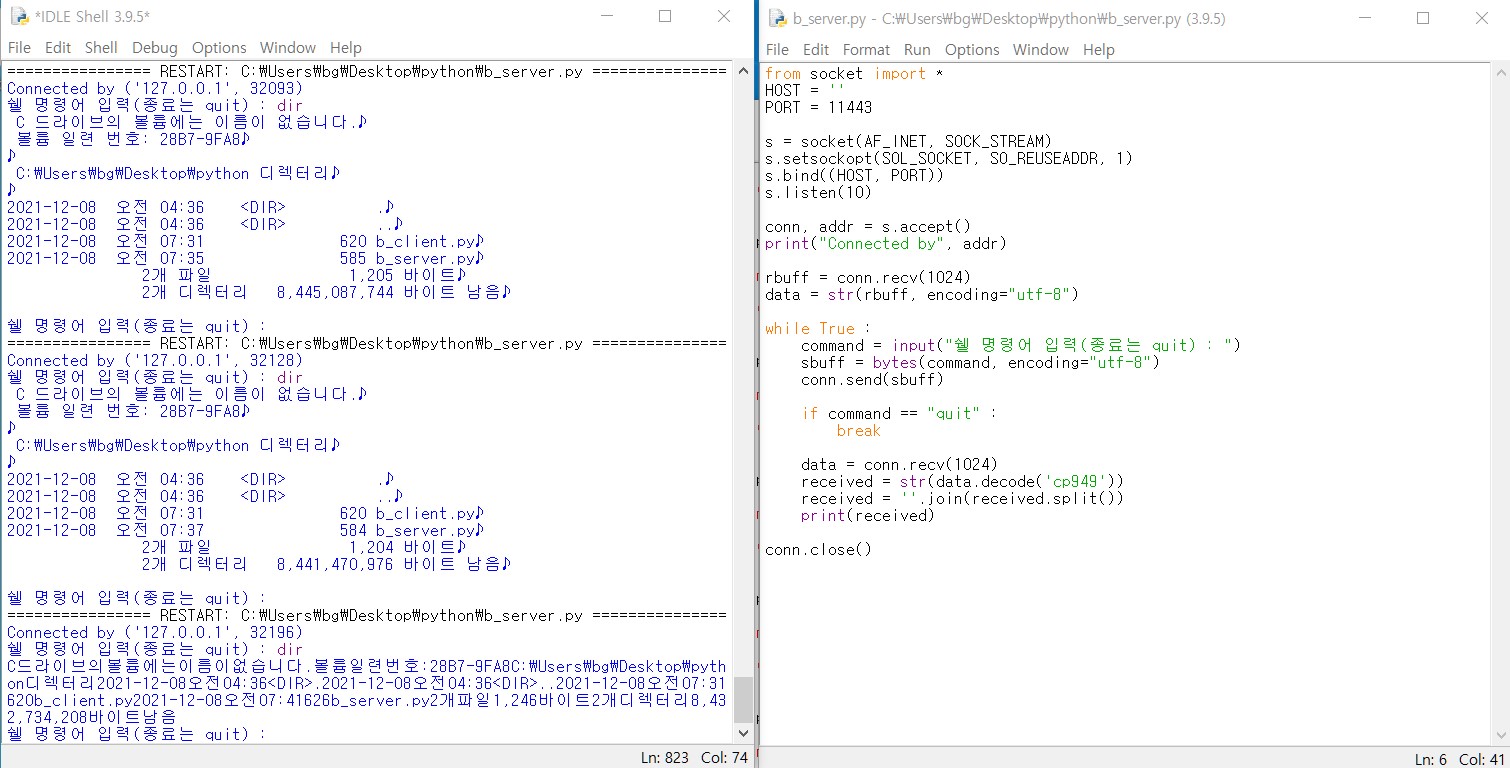 *IDLE Shell 3.9.5*
File Edit Shell Debug Options Window Help
================ RESTART: C:₩Users₩bg₩Desktop₩python₩b_server.py ===============
Connected by ('127.0.0.1', 32093)
쉘 명령어 입력(종료는 quit) : dir
 C 드라이브의 볼륨에는 이름이 없습니다.♪
 볼륨 일련 번호: 28B7-9FA8♪
♪
 C:₩Users₩bg₩Desktop₩python 디렉터리♪
♪
2021-12-08  오전 04:36    <DIR>          .♪
2021-12-08  오전 04:36    <DIR>          ..♪
2021-12-08  오전 07:31               620 b_client.py♪
2021-12-08  오전 07:35               585 b_server.py♪
               2개 파일               1,205 바이트♪
               2개 디렉터리   8,445,087,744 바이트 남음♪
쉘 명령어 입력(종료는 quit) :
================ RESTART: C:₩Users₩bg₩Desktop₩python₩b_server.py ===============
Connected by ('127.0.0.1', 32128)
쉘 명령어 입력(종료는 quit) : dir
 C 드라이브의 볼륨에는 이름이 없습니다.♪
 볼륨 일련 번호: 28B7-9FA8♪
♪
 C:₩Users₩bg₩Desktop₩python 디렉터리♪
♪
2021-12-08  오전 04:36    <DIR>          .♪
2021-12-08  오전 04:36    <DIR>          ..♪
2021-12-08  오전 07:31               620 b_client.py♪
2021-12-08  오전 07:37               584 b_server.py♪
               2개 파일               1,204 바이트♪
               2개 디렉터리   8,441,470,976 바이트 남음♪
쉘 명령어 입력(종료는 quit) :
================ RESTART: C:₩Users₩bg₩Desktop₩python₩b_server.py ===============
Connected by ('127.0.0.1', 32196)
쉘 명령어 입력(종료는 quit) : dir
C드라이브의볼륨에는이름이없습니다.볼륨일련번호:28B7-9FA8C:₩Users₩bg₩Desktop₩pyth
on디렉터리2021-12-08오전04:36<DIR>.2021-12-08오전04:36<DIR>..2021-12-08오전07:31
620b_client.py2021-12-08오전07:41626b_server.py2개파일1,246바이트2개디렉터리8,43
2,734,208바이트남음
쉘 명령어 입력(종료는 quit) :
Ln: 823 Col: 74
b_server.py - C:₩Users₩bg₩Desktop₩python₩b_server.py (3.9.5)
File Edit Format Run Options Window Help
from socket import *
HOST = ''
PORT = 11443
s = socket(AF_INET, SOCK_STREAM)
s.setsockopt(SOL_SOCKET, SO_REUSEADDR, 1)
s.bind((HOST, PORT))
s.listen(10)
conn, addr = s.accept()
print("Connected by", addr)
rbuff = conn.recv(1024)
data = str(rbuff, encoding="utf-8")
while True :
    command = input("쉘 명령어 입력(종료는 quit) : ")
    sbuff = bytes(command, encoding="utf-8")
    conn.send(sbuff)
    if command == "quit" :
        break
    data = conn.recv(1024)
    received = str(data.decode('cp949'))
    received = ''.join(received.split())
    print(received)
conn.close()
Ln: 6 Col: 41